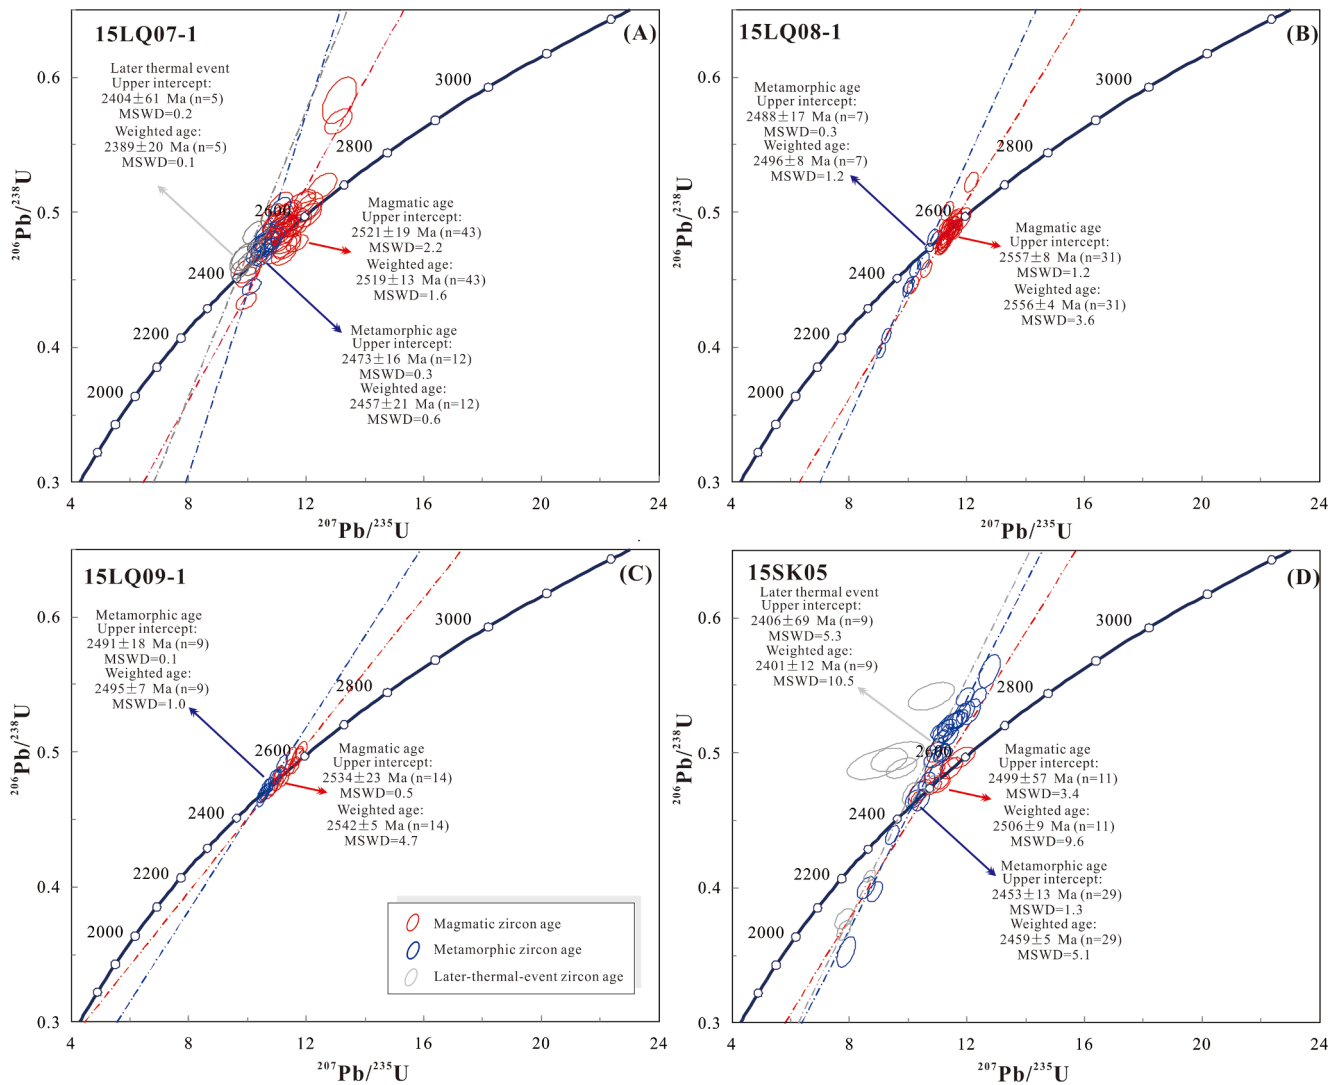 15LQ07-1
(A)
Later thermal event
Upper intercept:
2404±61 Ma (n=5)
MSWD=0.2
Weighted age:
2389±20 Ma (n=5)
MSWD=0.1
Magmatic age
Upper intercept:
2521±19 Ma (n=43)
MSWD=2.2
Weighted age:
2519±13 Ma (n=43)
MSWD=1.6
Metamorphic age
Upper intercept:
2473±16 Ma (n=12)
MSWD=0.3
Weighted age:
2457±21 Ma (n=12)
MSWD=0.6
3000
2800
2600
2400
2200
2000
0.6
0.5
0.4
0.3
4 8 12 16 20 24
206Pb/238U
207Pb/235U
15LQ08-1
(B)
Metamorphic age
Upper intercept:
2488±17 Ma (n=7)
MSWD=0.3
Weighted age:
2496±8 Ma (n=7)
MSWD=1.2
Magmatic age
Upper intercept:
2557±8 Ma (n=31)
MSWD=1.2
Weighted age:
2556±4 Ma (n=31)
MSWD=3.6
3000
2800
2600
2400
2200
2000
0.6
0.5
0.4
0.3
4 8 12 16 20 24
206Pb/238U
207Pb/235U
15LQ09-1
(C)
Metamorphic age
Upper intercept:
2491±18 Ma (n=9)
MSWD=0.1
Weighted age:
2495±7 Ma (n=9)
MSWD=1.0
Magmatic age
Upper intercept:
2534±23 Ma (n=14)
MSWD=0.5
Weighted age:
2542±5 Ma (n=14)
MSWD=4.7
3000
2800
2600
2400
2200
2000
Magmatic zircon age
Metamorphic zircon age
Later-thermal-event zircon age
0.6
0.5
0.4
0.3
4 8 12 16 20 24
206Pb/238U
207Pb/235U
15SK05
(D)
Later thermal event
Upper intercept:
2406±69 Ma (n=9)
MSWD=5.3
Weighted age:
2401±12 Ma (n=9)
MSWD=10.5
Magmatic age
Upper intercept:
2499±57 Ma (n=11)
MSWD=3.4
Weighted age:
2506±9 Ma (n=11)
MSWD=9.6
Metamorphic age
Upper intercept:
2453±13 Ma (n=29)
MSWD=1.3
Weighted age:
2459±5 Ma (n=29)
MSWD=5.1
3000
2800
2600
2400
2200
2000
0.6
0.5
0.4
0.3
4 8 12 16 20 24
206Pb/238U
207Pb/235U